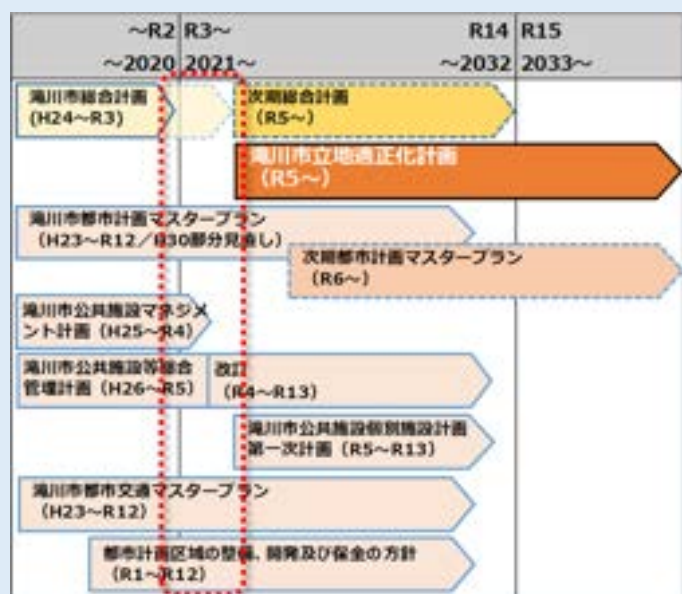 ～R2 R3～ R14 R15
～2020 2021～ ～2032 2033～
滝川市総合計画
(H24～R3)
次期総合計画
(R5～)
滝川市立地適正化計画
(R5～)
滝川市都市計画マスタープラン
(H23～R12／H30部分見直し)
次期都市計画マスタープラン
(R6～)
滝川市公共施設マネジメ
ント計画(H25～R4)
滝川市公共施設等総合
管理計画(H26～R5)
改訂
(R4～R13)
滝川市公共施設個別施設計画
第一次計画(R5～R13)
滝川市都市交通マスタープラン
(H23～R12)
都市計画区域の整備、開発及び保全の方針
(R1～R12)